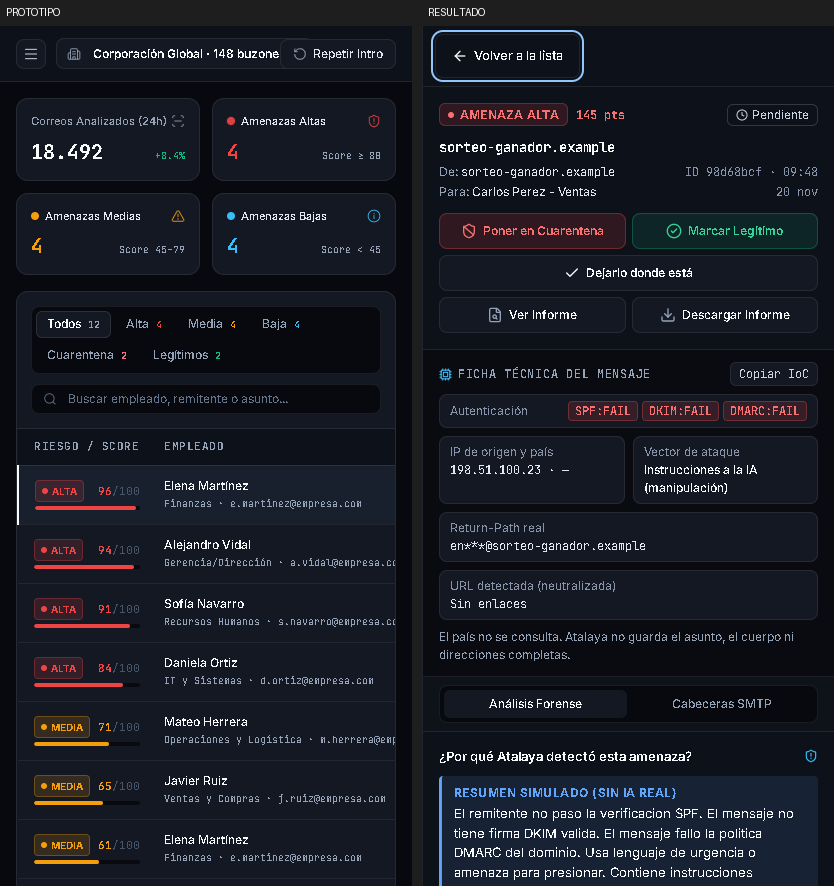 PROTOTIPO
Corporación Global · 148 buzone
Repetir Intro
Correos Analizados (24h)
18.492
+8.4%
Amenazas Altas
4
Score ≥ 80
Amenazas Medias
4
Score 45-79
Amenazas Bajas
4
Score < 45
Todos 12
Alta 4
Media 4
Baja 4
Cuarentena 2
Legítimos 2
Buscar empleado, remitente o asunto...
RIESGO / SCORE EMPLEADO
ALTA 96/100
Elena Martínez
Finanzas · e.martinez@empresa.com
ALTA 94/100
Alejandro Vidal
Gerencia/Dirección · a.vidal@empresa.co
ALTA 91/100
Sofía Navarro
Recursos Humanos · s.navarro@empresa.co
ALTA 84/100
Daniela Ortiz
IT y Sistemas · d.ortiz@empresa.com
MEDIA 71/100
Mateo Herrera
Operaciones y Logística · m.herrera@emp
MEDIA 65/100
Javier Ruiz
Ventas y Compras · j.ruiz@empresa.com
MEDIA 61/100
Elena Martínez
Finanzas · e.martinez@empresa.com
RESULTADO
Volver a la lista
AMENAZA ALTA 145 pts
Pendiente
sorteo-ganador.example
De: sorteo-ganador.example
ID 98d68bcf · 09:48
Para: Carlos Perez - Ventas
20 nov
Poner en Cuarentena
Marcar Legítimo
Dejarlo donde está
Ver Informe
Descargar Informe
FICHA TÉCNICA DEL MENSAJE
Copiar IoC
Autenticación
SPF:FAIL DKIM:FAIL DMARC:FAIL
IP de origen y país
198.51.100.23 · —
Vector de ataque
Instrucciones a la IA
(manipulación)
Return-Path real
en***@sorteo-ganador.example
URL detectada (neutralizada)
Sin enlaces
El país no se consulta. Atalaya no guarda el asunto, el cuerpo ni
direcciones completas.
Análisis Forense
Cabeceras SMTP
¿Por qué Atalaya detectó esta amenaza?
RESUMEN SIMULADO (SIN IA REAL)
El remitente no paso la verificacion SPF. El mensaje no
tiene firma DKIM valida. El mensaje fallo la politica
DMARC del dominio. Usa lenguaje de urgencia o
amenaza para presionar. Contiene instrucciones